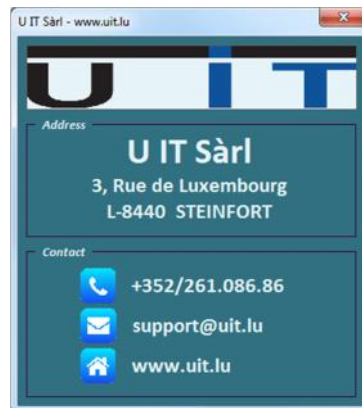 U IT Sàrl - www.uit.lu
U IT
Address
U IT Sàrl
3, Rue de Luxembourg
L-8440 STEINFORT
Contact
+352/261.086.86
support@uit.lu
www.uit.lu